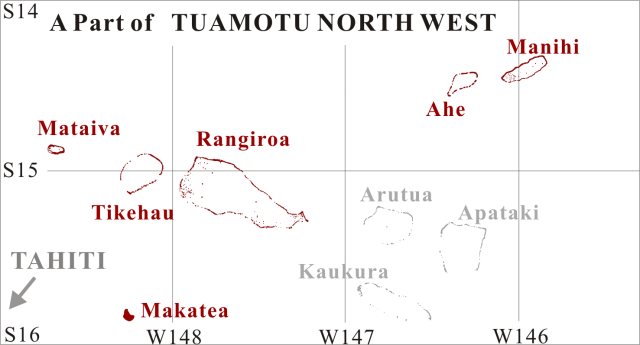 S14
A Part of TUAMOTU NORTH WEST
Manihi
Ahe
Mataiva
Rangiroa
S15
Tikehau
Arutua
Apataki
TAHITI
Kaukura
Makatea
S16
W148
W147
W146